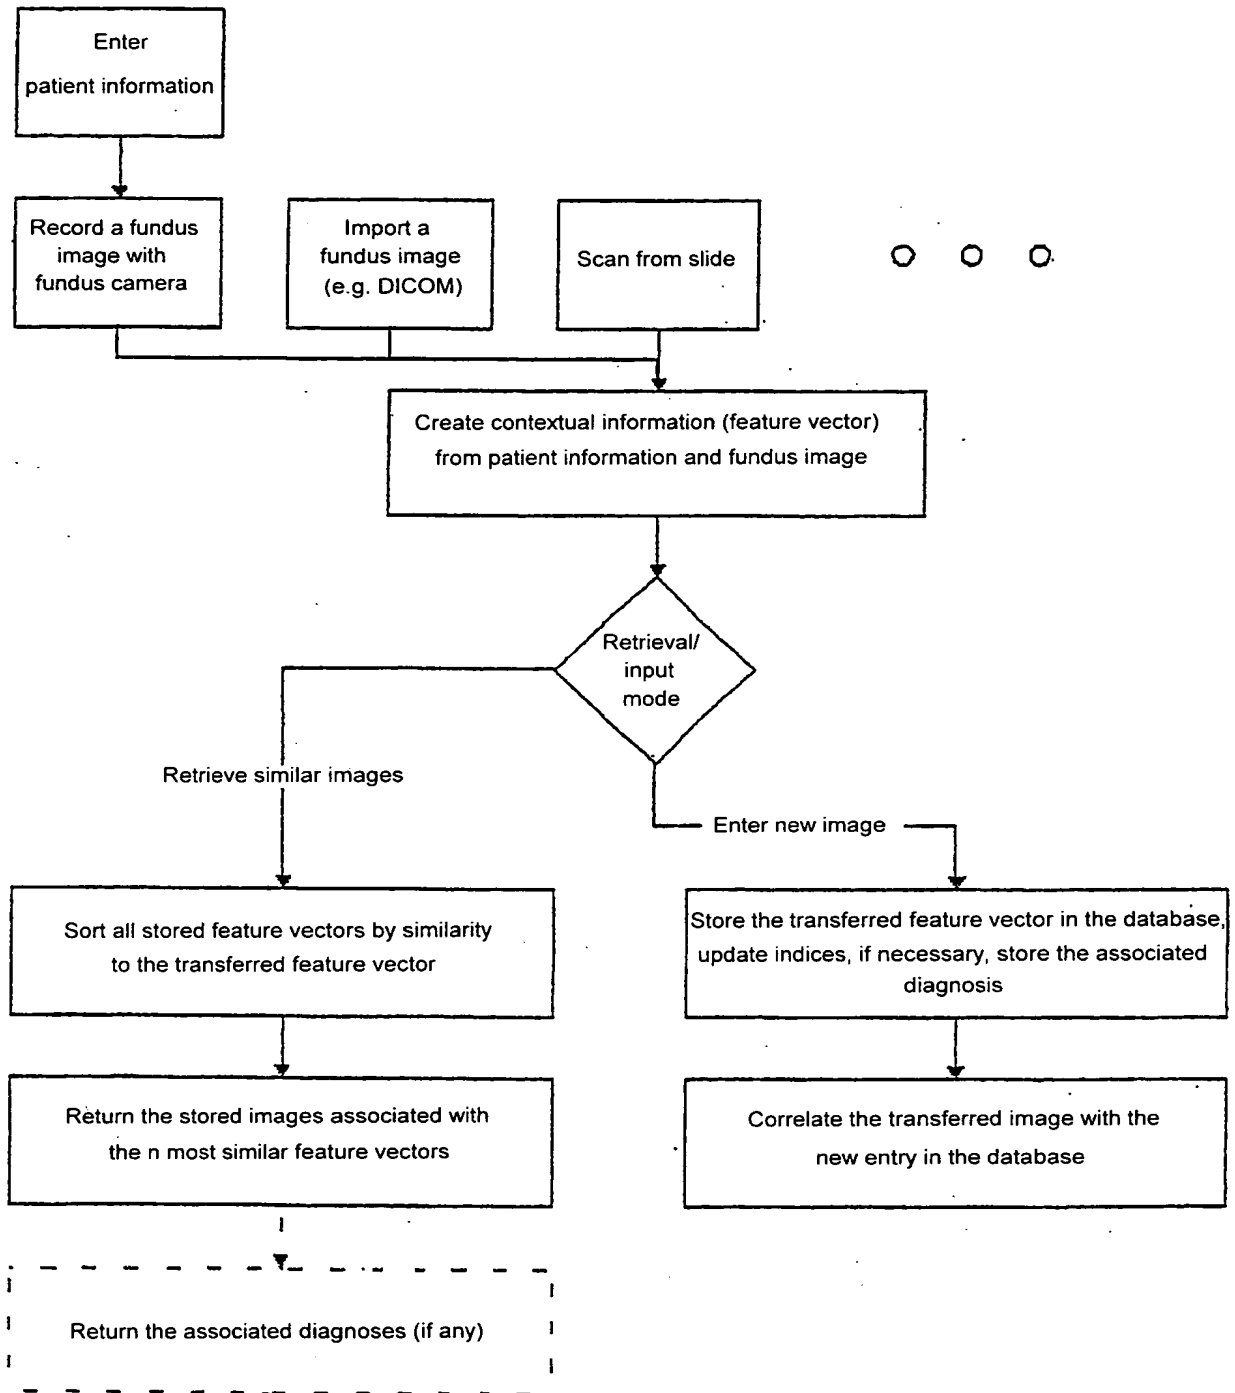 Enter
patient information
Record a fundus
image with
fundus camera
Import a
fundus image
(e.g. DICOM)
Scan from slide
Create contextual information (feature vector)
from patient information and fundus image
Retrieval/
input
mode
Retrieve similar images
Enter new image
Sort all stored feature vectors by similarity
to the transferred feature vector
Store the transferred feature vector in the database,
update indices, if necessary, store the associated
diagnosis
Return the stored images associated with
the n most similar feature vectors
Correlate the transferred image with the
new entry in the database
Return the associated diagnoses (if any)